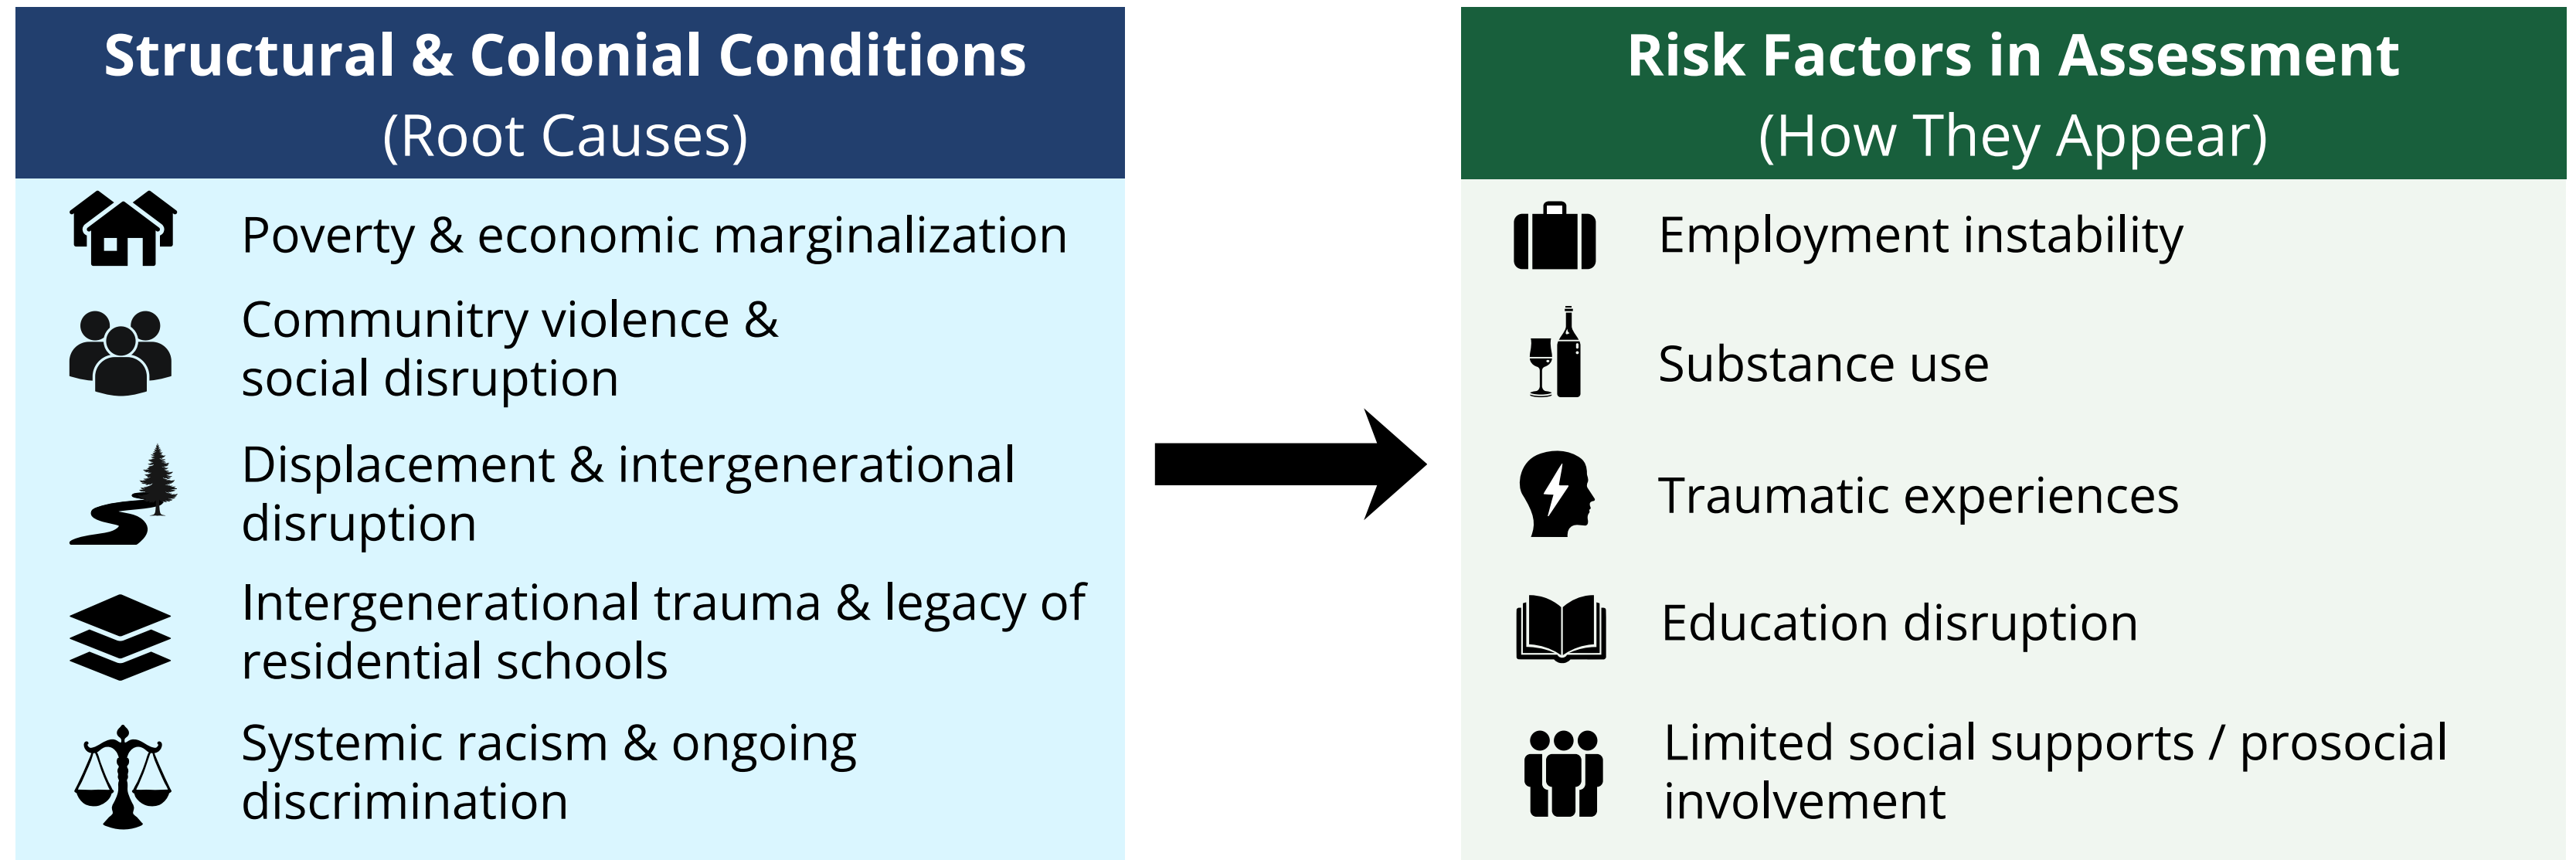 Structural & Colonial Conditions
(Root Causes)
Poverty & economic marginalization
Communitry violence &
social disruption
Displacement & intergenerational
disruption
Intergenerational trauma & legacy of
residential schools
Systemic racism & ongoing
discrimination
Risk Factors in Assessment
(How They Appear)
Employment instability
Substance use
Traumatic experiences
Education disruption
Limited social supports / prosocial
involvement